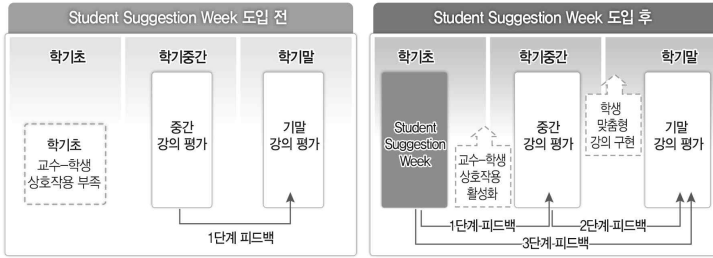 Student Suggestion Week 도입 전
학기초
학기중간
학기말
학기초
교수–학생
상호작용 부족
중간
강의 평가
기말
강의 평가
1단계 피드백
Student Suggestion Week 도입 후
학기초
학기중간
학기말
Student
Suggestion
Week
교수–학생
상호작용
활성화
중간
강의 평가
학생
맞춤형
강의 구현
기말
강의 평가
1단계-피드백
2단계-피드백
3단계-피드백